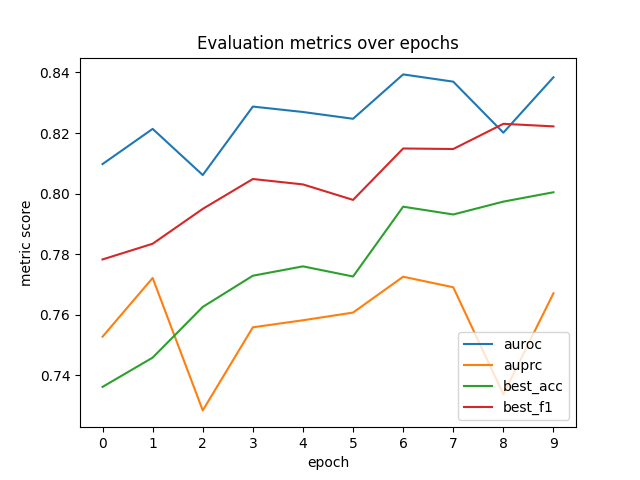 Evaluation metrics over epochs
metric score
0.84
0.82
0.80
0.78
0.76
0.74
auroc
auprc
best_acc
best_f1
0 1 2 3 4 5 6 7 8 9
epoch